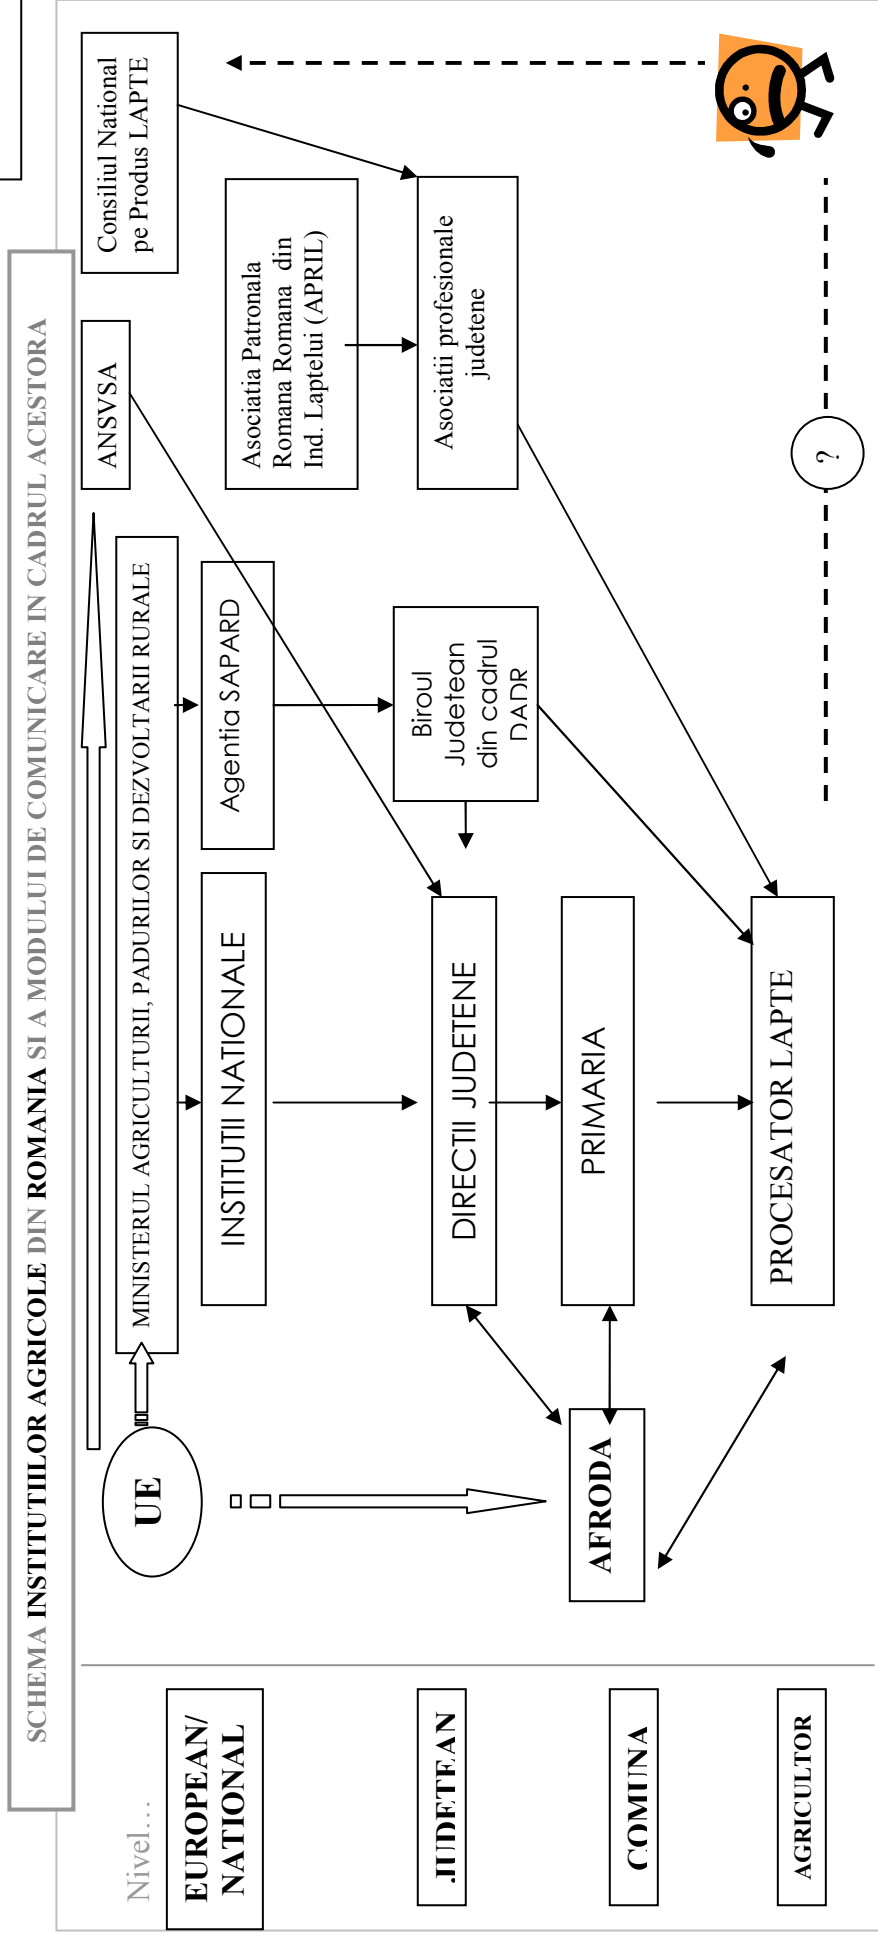 SCHEMA INSTITUTIILOR AGRICOLE DIN ROMANIA SI A MODULUI DE COMUNICARE IN CADRUL ACESTORA
Nivel…
EUROPEAN/
NATIONAL
UE
MINISTERUL AGRICULTURII, PADURILOR SI DEZVOLTARII RURALE
ANSVSA
Consiliul National
pe Produs LAPTE
INSTITUTII NATIONALE
Agentia SAPARD
Asociatia Patronala
Romana Romana din
Ind. Laptelui (APRIL)
JUDETEAN
DIRECTII JUDETENE
Biroul
Judetean
din cadrul
DADR
Asociatii profesionale
judetene
COMUNA
AFRODA
PRIMARIA
AGRICULTOR
PROCESATOR LAPTE
?